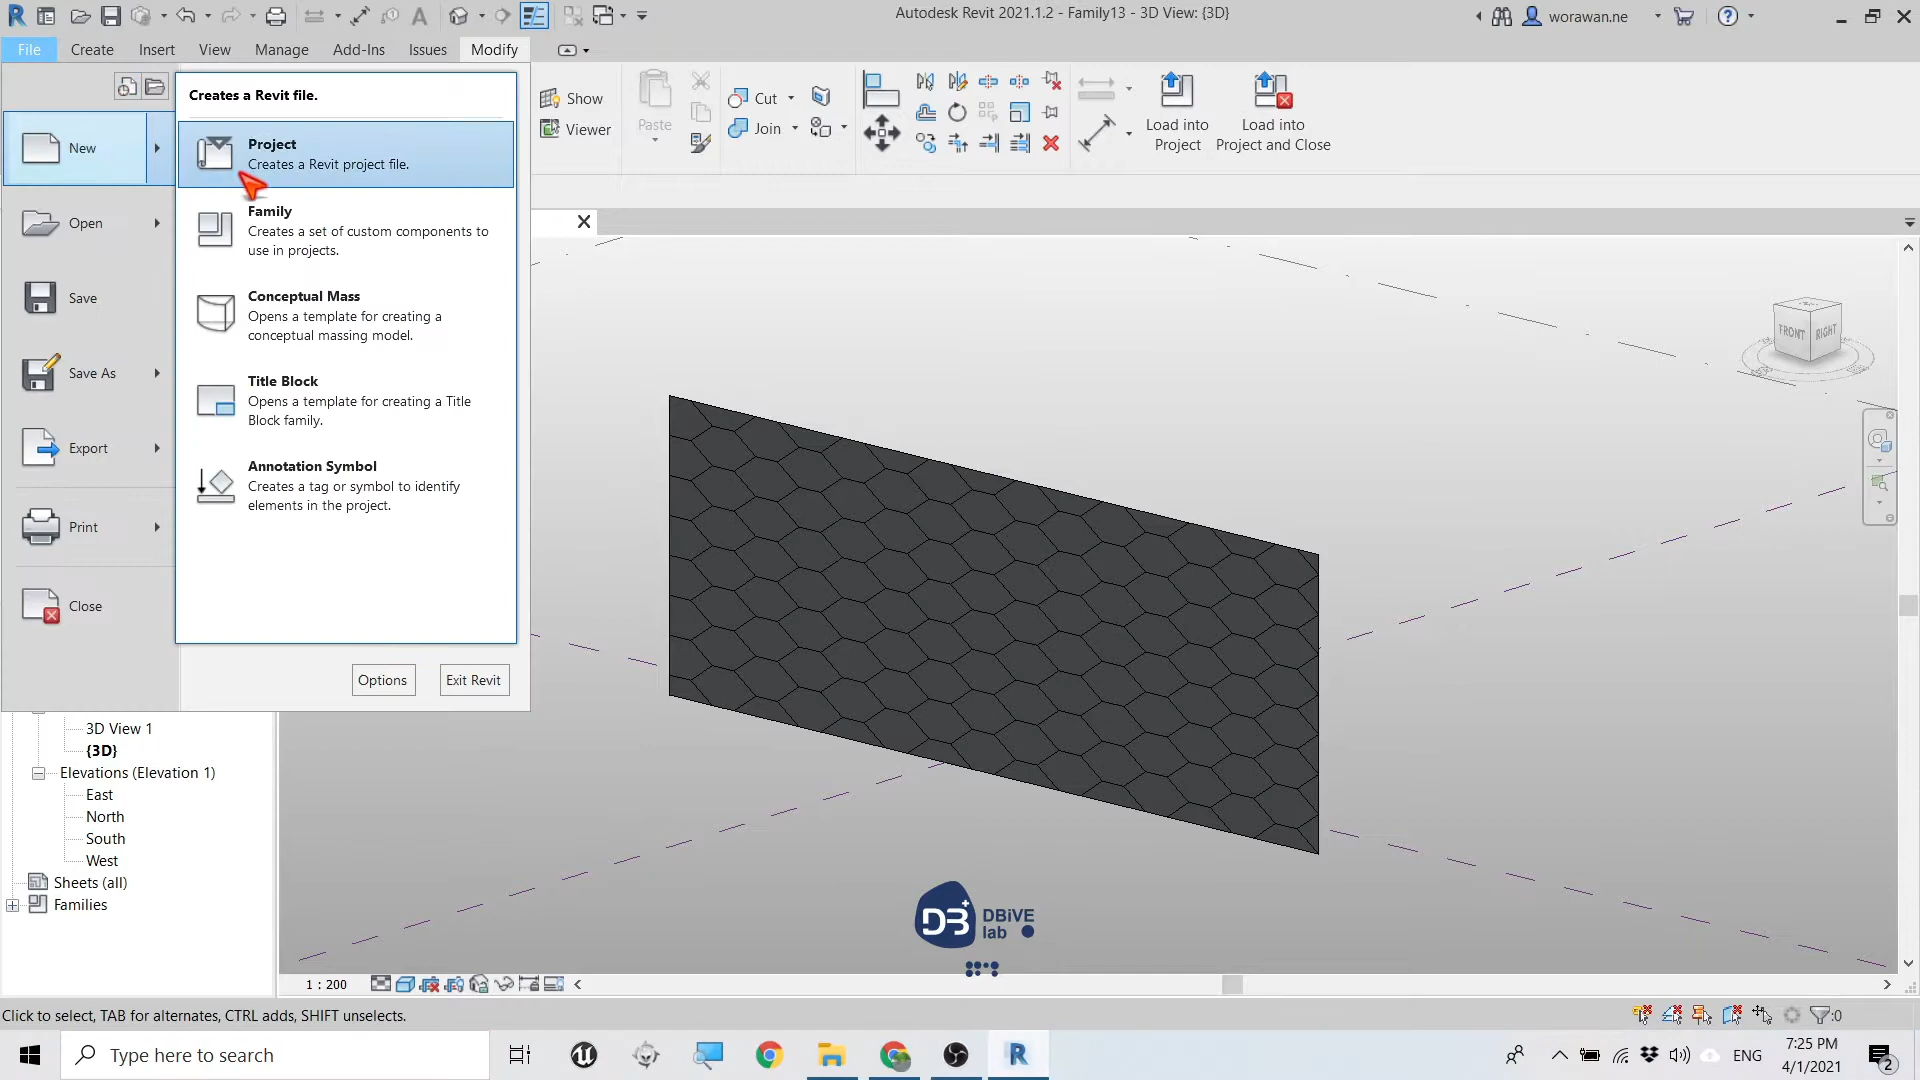 Autodesk Revit 2021.1.2 - Family13 - 3D View: {3D}
worawan.ne
File
Create
Insert
View
Manage
Add-Ins
Issues
Modify
Creates a Revit file.
New
Project
Creates a Revit project file.
Family
Creates a set of custom components to
use in projects.
Conceptual Mass
Opens a template for creating a
conceptual massing model.
Title Block
Opens a template for creating a Title
Block family.
Annotation Symbol
Creates a tag or symbol to identify
elements in the project.
Open
Save
Save As
Export
Print
Close
Options
Exit Revit
Show
Viewer
Paste
Cut
Join
Load into
Project
Load into
Project and Close
FRONT
RIGHT
3D View 1
{3D}
Elevations (Elevation 1)
East
North
South
West
Sheets (all)
Families
DBiVE
lab
1 : 200
Click to select, TAB for alternates, CTRL adds, SHIFT unselects.
:0
Type here to search
ENG
7:25 PM
4/1/2021
2